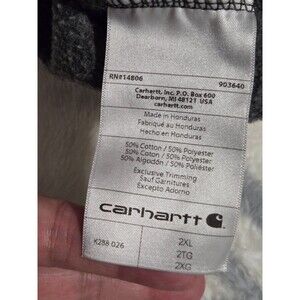 RN#14806 903640
Carhartt, Inc. P.O. Box 600
Dearborn, MI 48121 USA
carhartt.com
Made in Honduras
Fabriqué au Honduras
Hecho en Honduras
50% Cotton / 50% Polyester
50% Coton / 50% Polyester
50% Algodón / 50% Poliéster
Exclusive Trimming
Sauf Garnitures
Excepto Adorno
carhartt
K288 026
2XL
2TG
2XG